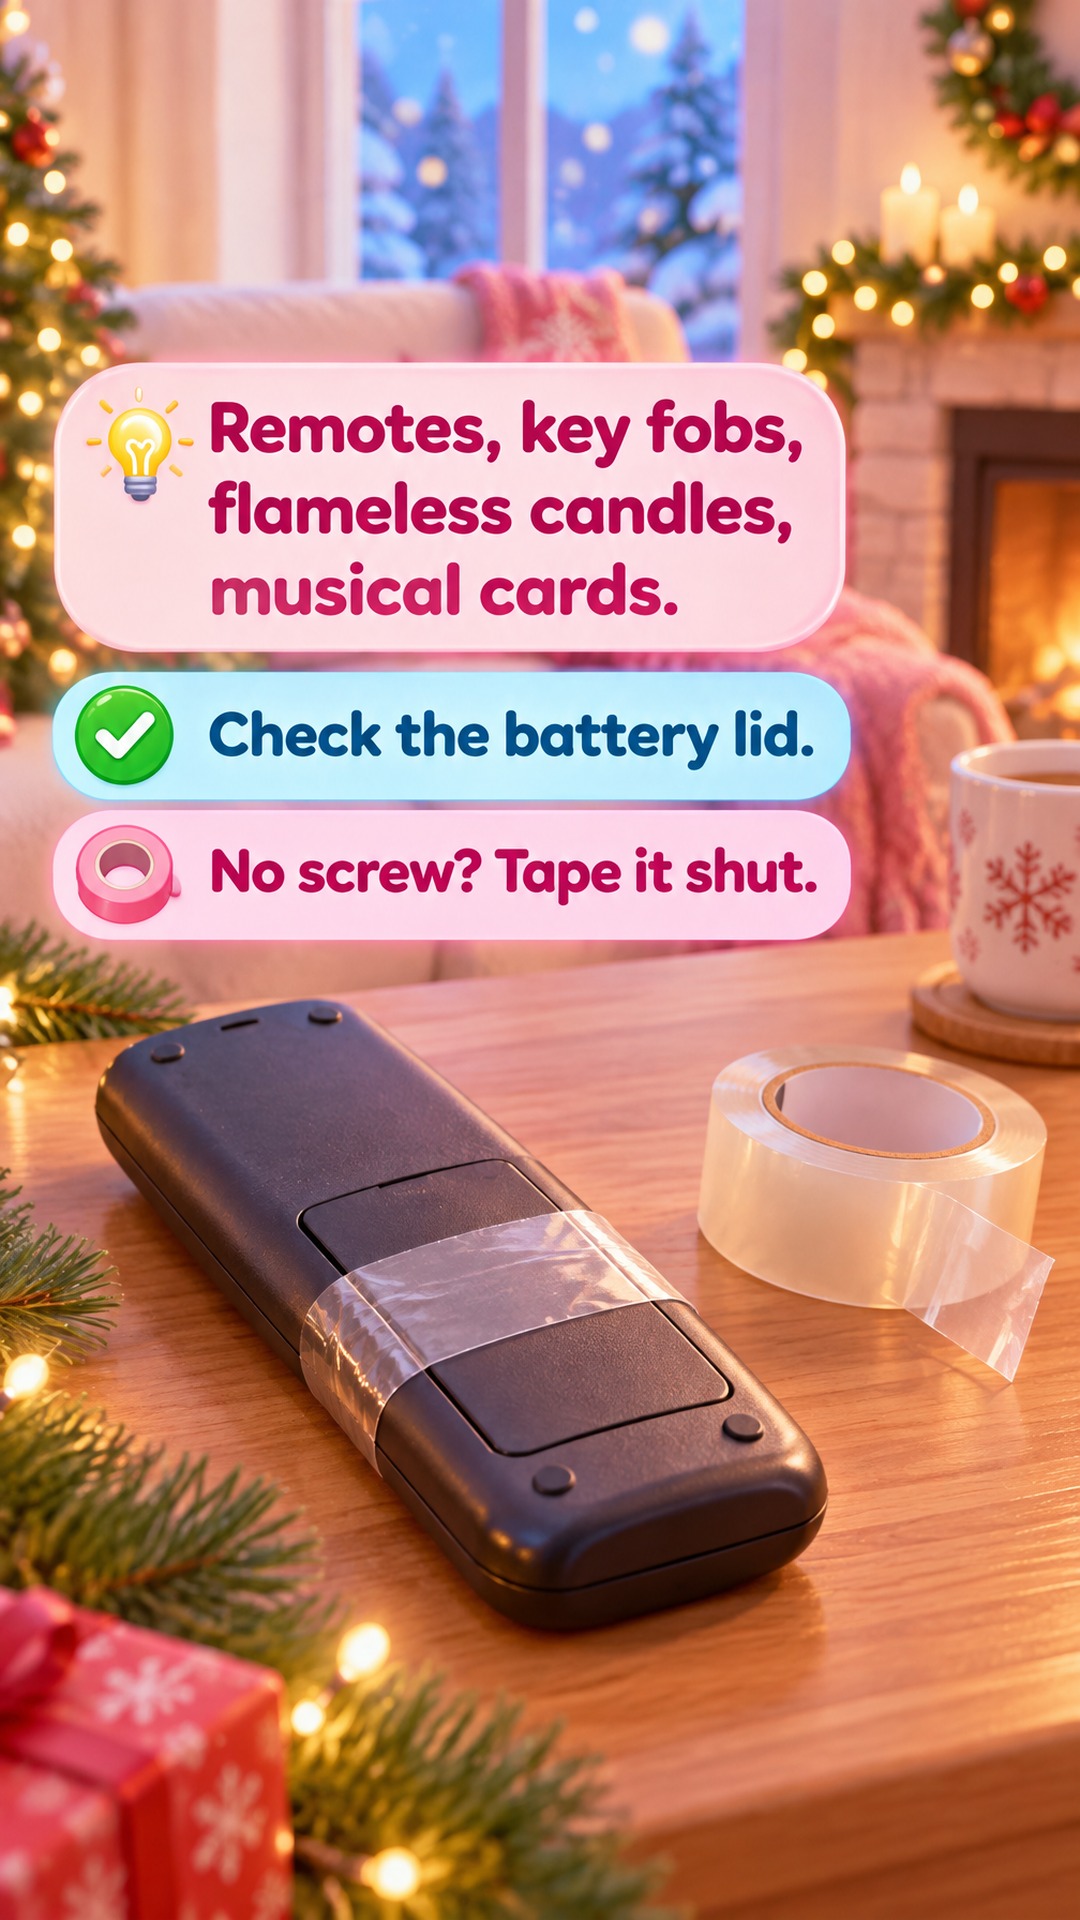 Remotes, key fobs,
flameless candles,
musical cards.
Check the battery lid.
No screw? Tape it shut.